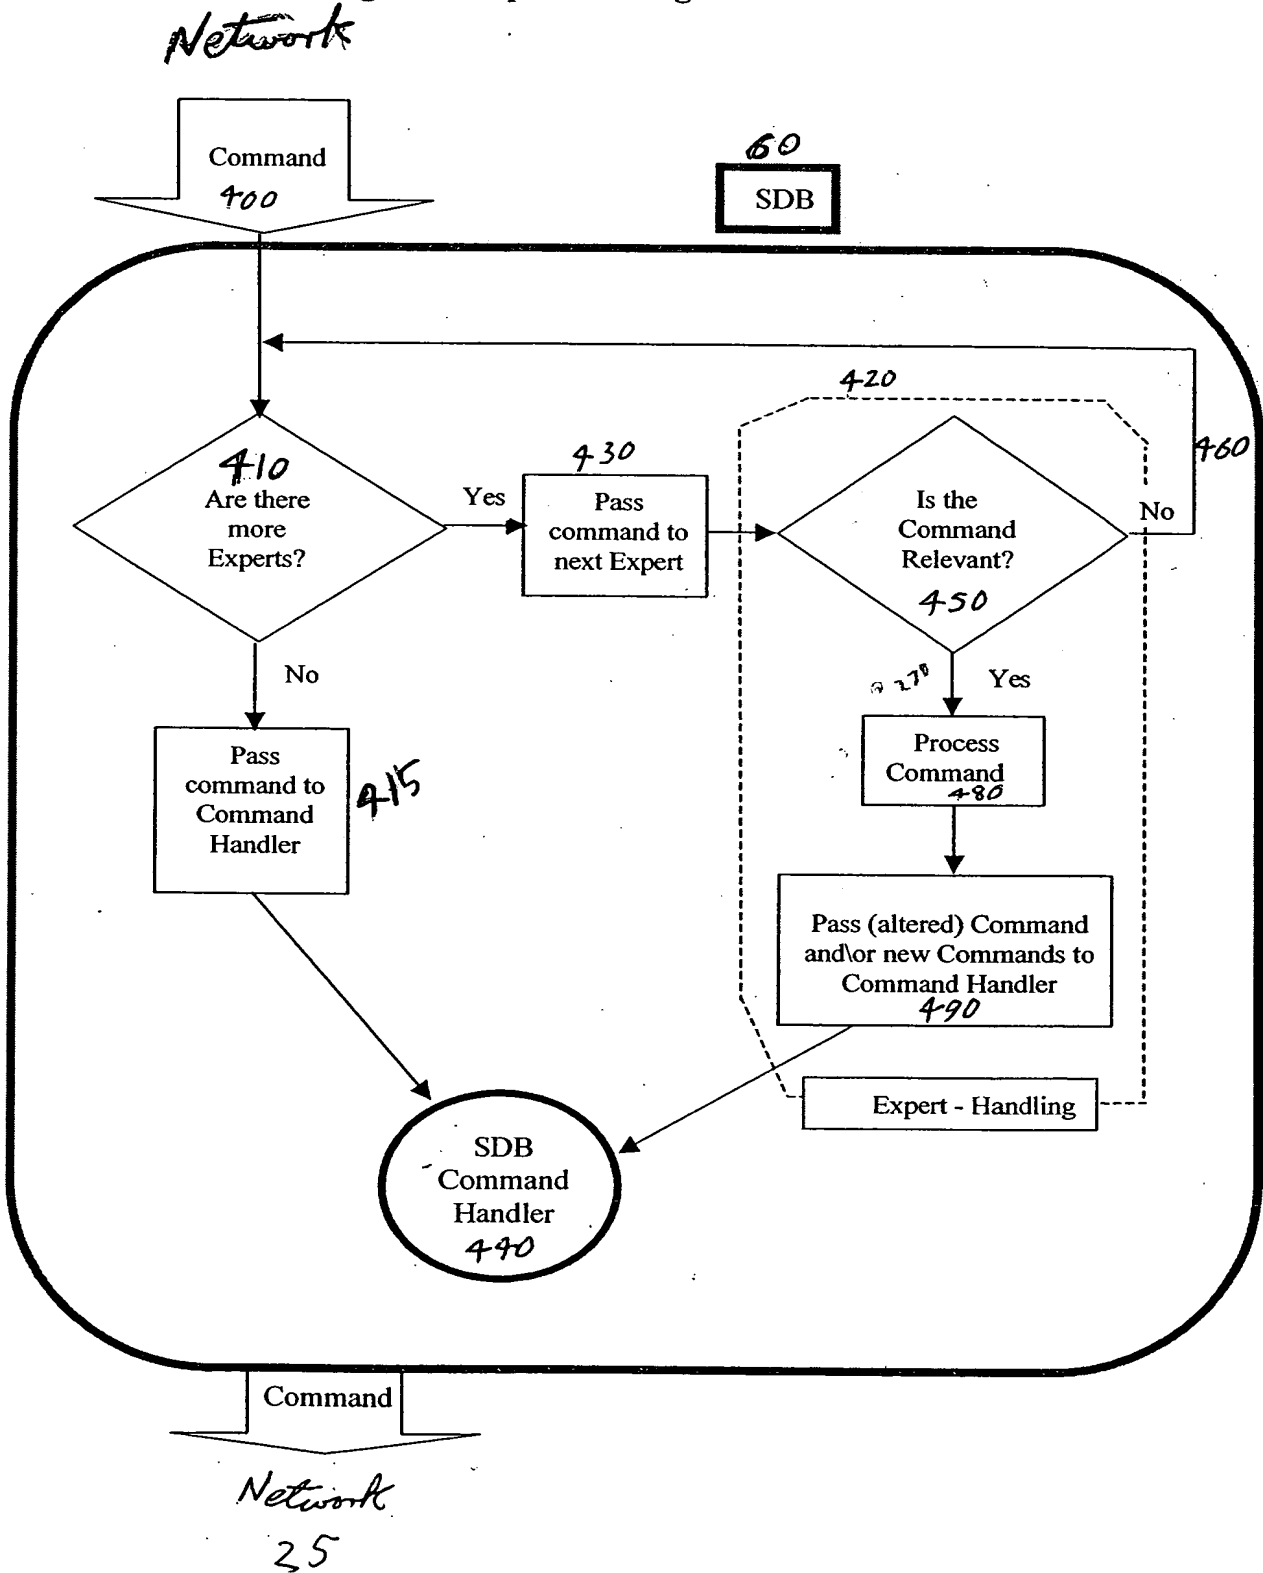 Network
Command
400
60
SDB
420
460
410
Are there
more
Experts?
Yes
430
Pass
command to
next Expert
Is the
Command
Relevant?
450
No
No
Yes
Pass
command to
Command
Handler
415
Process
Command
480
Pass (altered) Command
and\or new Commands to
Command Handler
490
Expert - Handling
SDB
Command
Handler
440
Command
Network
25